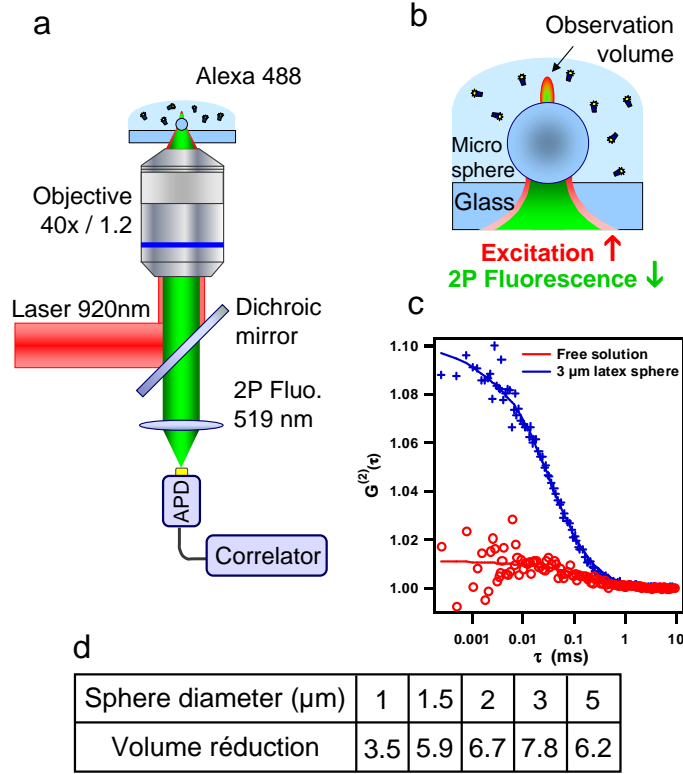 a
Alexa 488
Objective
40x / 1.2
Laser 920nm
Dichroic
mirror
2P Fluo.
519 nm
APD
Correlator
b
Observation
volume
Micro
sphere
Glass
Excitation ↑
2P Fluorescence ↓
c
1.10
1.08
1.06
1.04
1.02
1.00
G(2)(τ)
Free solution
3 µm latex sphere
0.001 0.01 0.1 1 10
τ (ms)
d
Sphere diameter (µm) 1 1.5 2 3 5
Volume réduction 3.5 5.9 6.7 7.8 6.2